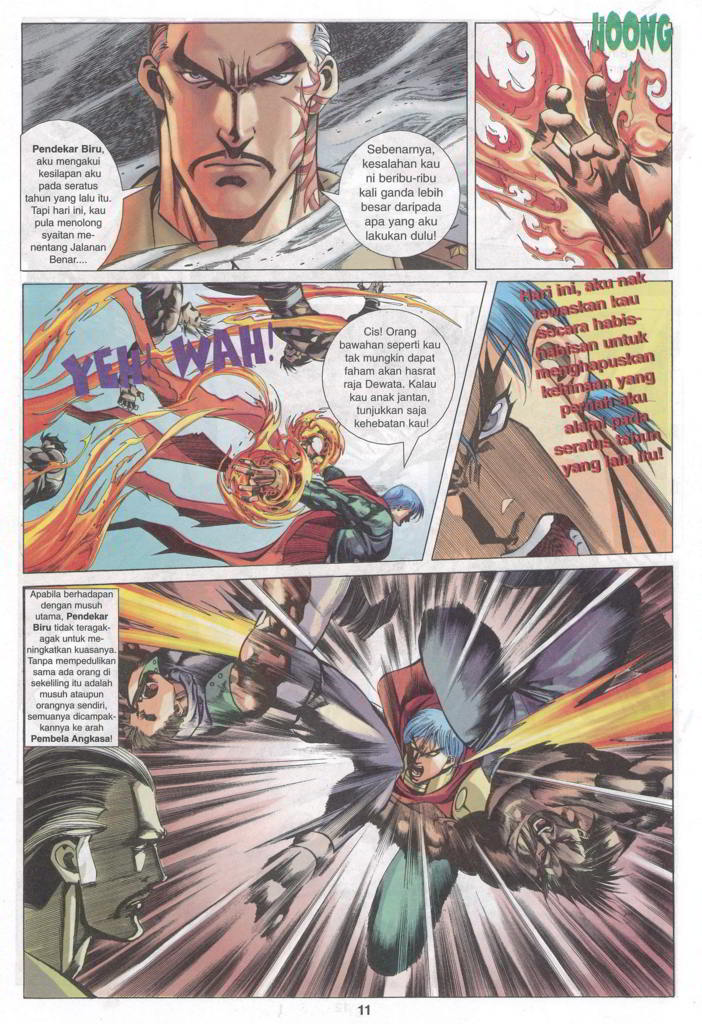 Pendekar Biru,
aku mengakui
kesilapan aku
pada seratus
tahun yang lalu itu.
Tapi hari ini, kau
pula menolong
syaitan me-
nentang Jalanan
Benar....
Sebenarnya,
kesalahan kau
ni beribu-ribu
kali ganda lebih
besar daripada
apa yang aku
lakukan dulu!
HOONG
!!
YEH! WAH!
Cis! Orang
bawahan seperti kau
tak mungkin dapat
faham akan hasrat
raja Dewata. Kalau
kau anak jantan,
tunjukkan saja
kehebatan kau!
Hari ini, aku nak
tewaskan kau
secara habis-
habisan untuk
menghapuskan
kehinaan yang
pernah aku
alami pada
seratus tahun
yang lalu itu!
Apabila berhadapan
dengan musuh
utama, Pendekar
Biru tidak teragak-
agak untuk me-
ningkatkan kuasanya.
Tanpa mempedulikan
sama ada orang di
sekeliling itu adalah
musuh ataupun
orangnya sendiri,
semuanya dicampak-
kannya ke arah
Pembela Angkasa!
11